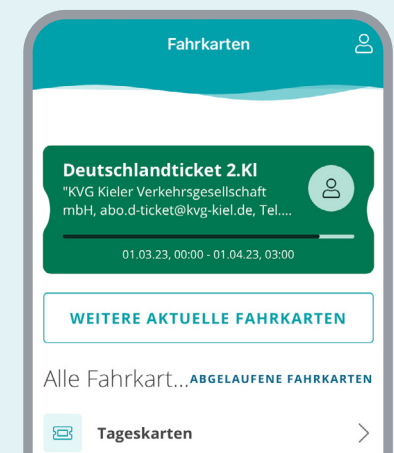 Fahrkarten
Deutschlandticket 2.Kl
"KVG Kieler Verkehrsgesellschaft
mbH, abo.d-ticket@kvg-kiel.de, Tel....
01.03.23, 00:00 - 01.04.23, 03:00
WEITERE AKTUELLE FAHRKARTEN
Alle Fahrkart... ABGELAUFENE FAHRKARTEN
Tageskarten